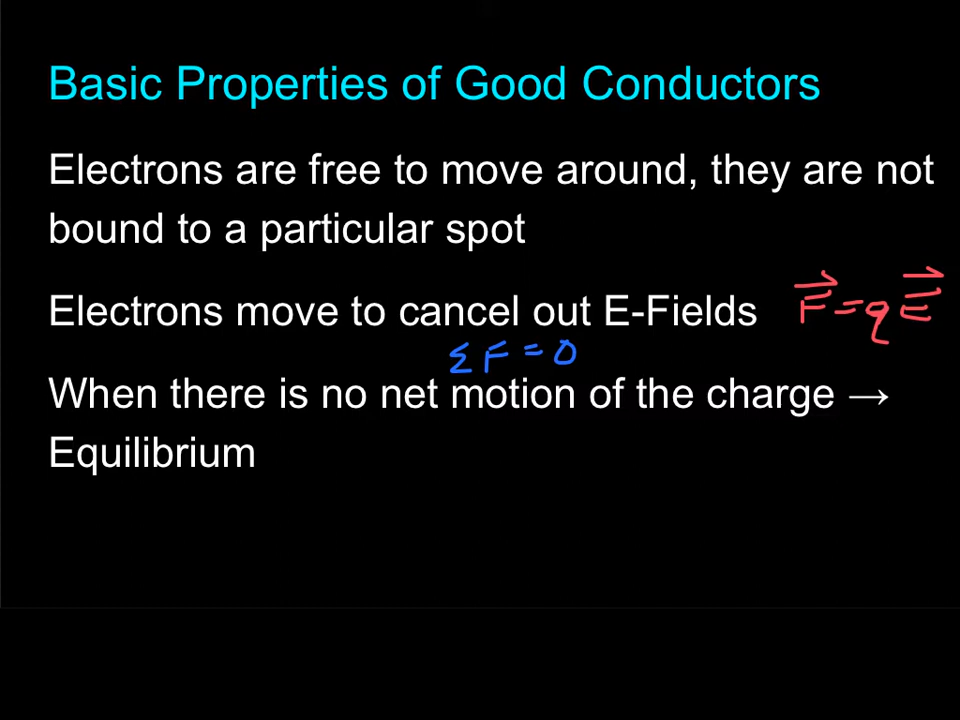 Basic Properties of Good Conductors
Electrons are free to move around, they are not
bound to a particular spot
Electrons move to cancel out E-Fields F⃗ = q E⃗
ΣF = 0
When there is no net motion of the charge →
Equilibrium